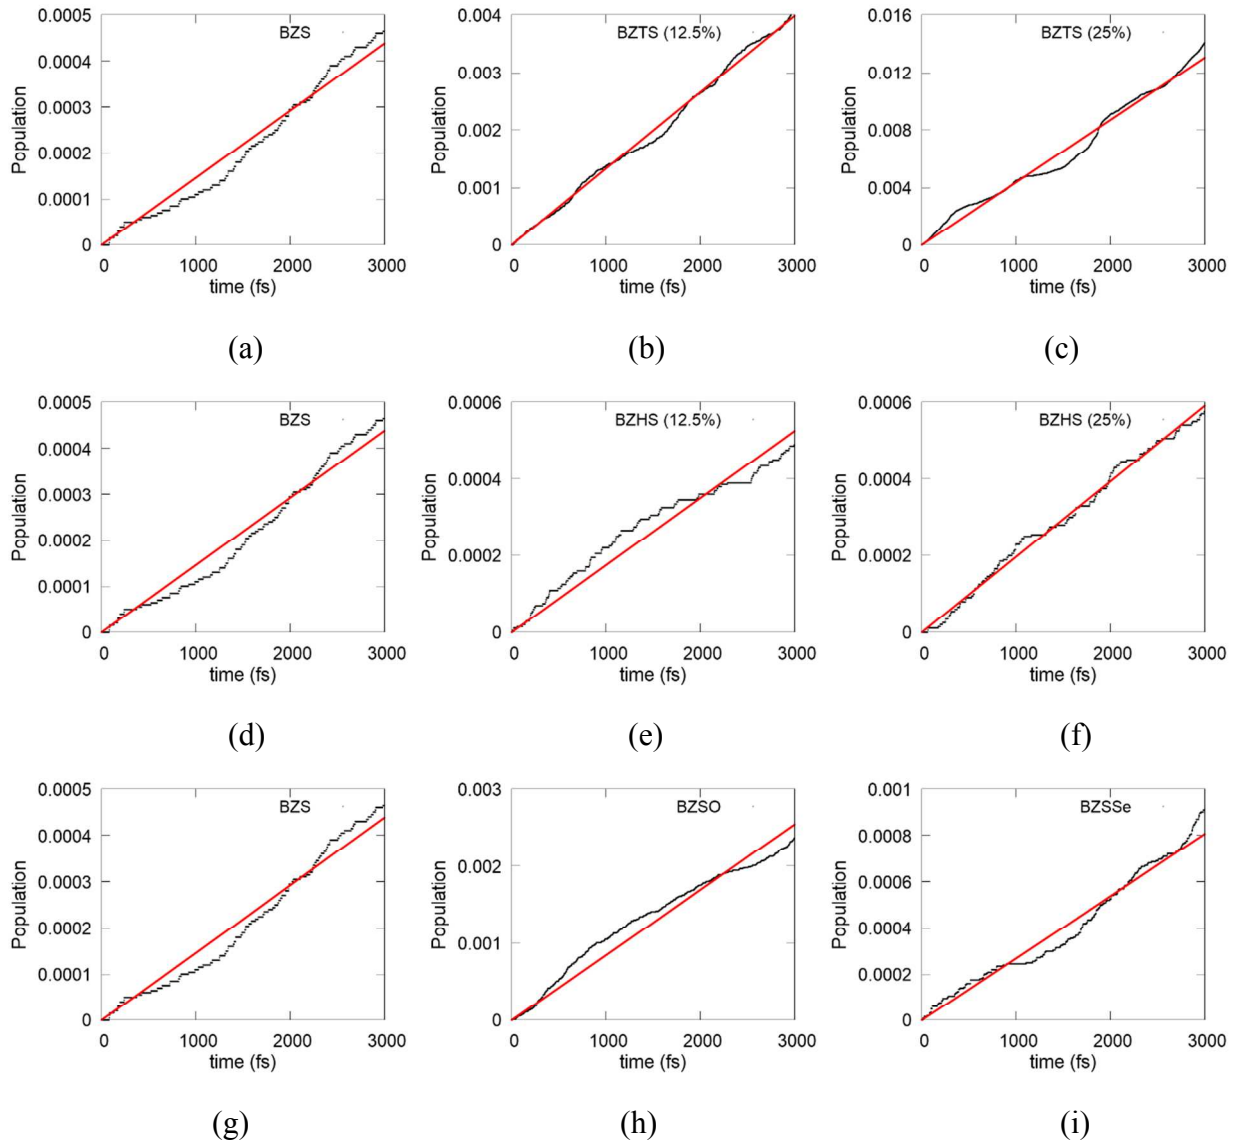 0.0005
0.0004
0.0003
0.0002
0.0001
0
Population
BZS
0 1000 2000 3000
time (fs)
(a)
0.004
0.003
0.002
0.001
0
Population
BZTS (12.5%)
0 1000 2000 3000
time (fs)
(b)
0.016
0.012
0.008
0.004
0
Population
BZTS (25%)
0 1000 2000 3000
time (fs)
(c)
0.0005
0.0004
0.0003
0.0002
0.0001
0
Population
BZS
0 1000 2000 3000
time (fs)
(d)
0.0006
0.0004
0.0002
0
Population
BZHS (12.5%)
0 1000 2000 3000
time (fs)
(e)
0.0006
0.0004
0.0002
0
Population
BZHS (25%)
0 1000 2000 3000
time (fs)
(f)
0.0005
0.0004
0.0003
0.0002
0.0001
0
Population
BZS
0 1000 2000 3000
time (fs)
(g)
0.003
0.002
0.001
0
Population
BZSO
0 1000 2000 3000
time (fs)
(h)
0.001
0.0008
0.0006
0.0004
0.0002
0
Population
BZSSe
0 1000 2000 3000
time (fs)
(i)